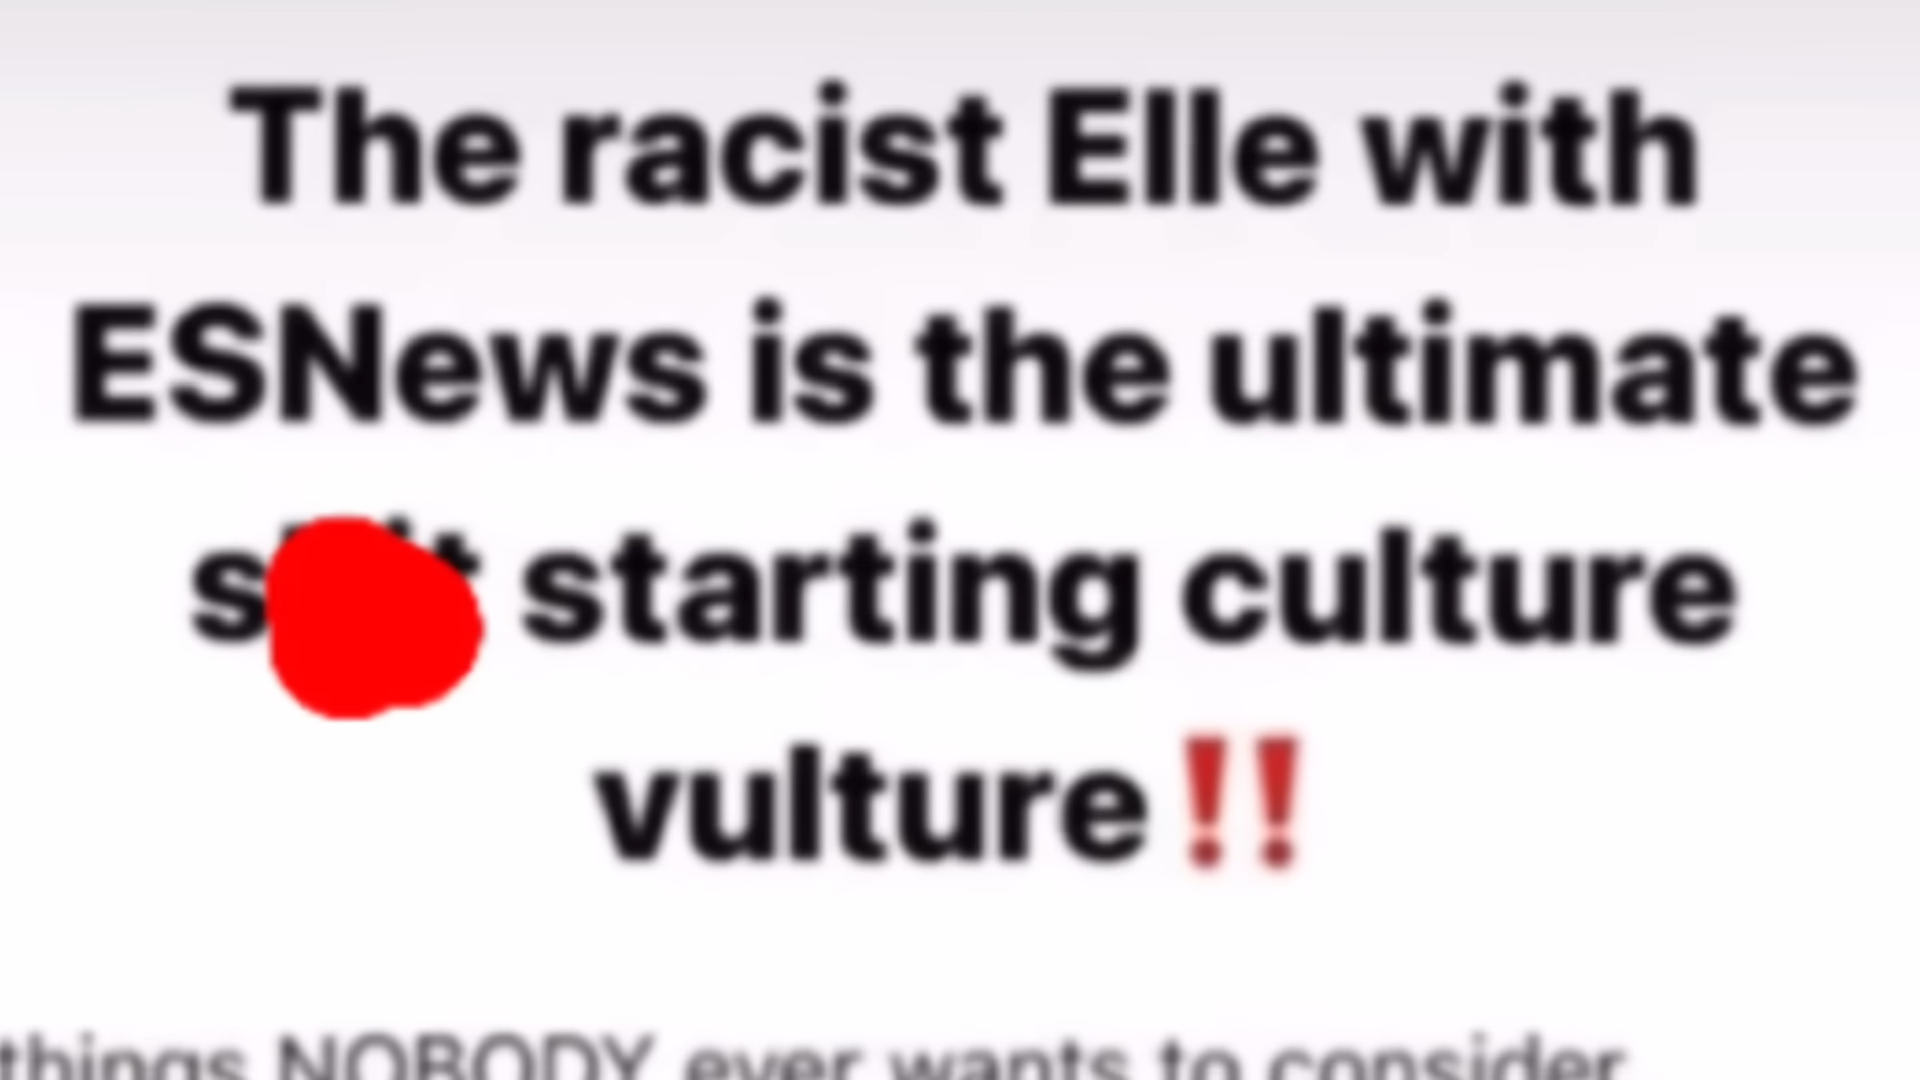 The racist Elle with
ESNews is the ultimate
starting culture
vulture‼️
things NOBODY ever wants to consider